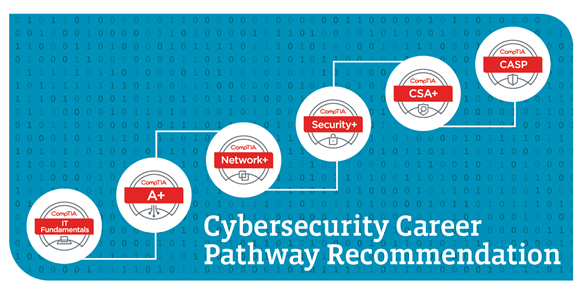 CompTIA
IT
Fundamentals
CompTIA
A+
CompTIA
Network+
CompTIA
Security+
CompTIA
CSA+
CompTIA
CASP
Cybersecurity Career
Pathway Recommendation